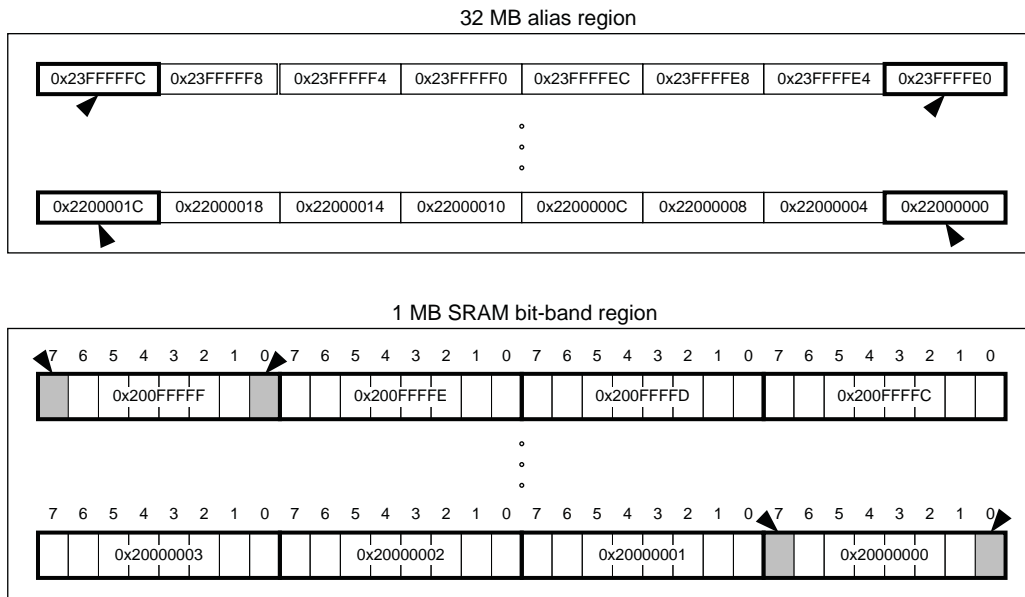 32 MB alias region
0x23FFFFFC 0x23FFFFF8 0x23FFFFF4 0x23FFFFF0 0x23FFFFEC 0x23FFFFE8 0x23FFFFE4 0x23FFFFE0
0x2200001C 0x22000018 0x22000014 0x22000010 0x2200000C 0x22000008 0x22000004 0x22000000
1 MB SRAM bit-band region
7 6 5 4 3 2 1 0 7 6 5 4 3 2 1 0 7 6 5 4 3 2 1 0 7 6 5 4 3 2 1 0
0x200FFFFF 0x200FFFFE 0x200FFFFD 0x200FFFFC
7 6 5 4 3 2 1 0 7 6 5 4 3 2 1 0 7 6 5 4 3 2 1 0 7 6 5 4 3 2 1 0
0x20000003 0x20000002 0x20000001 0x20000000